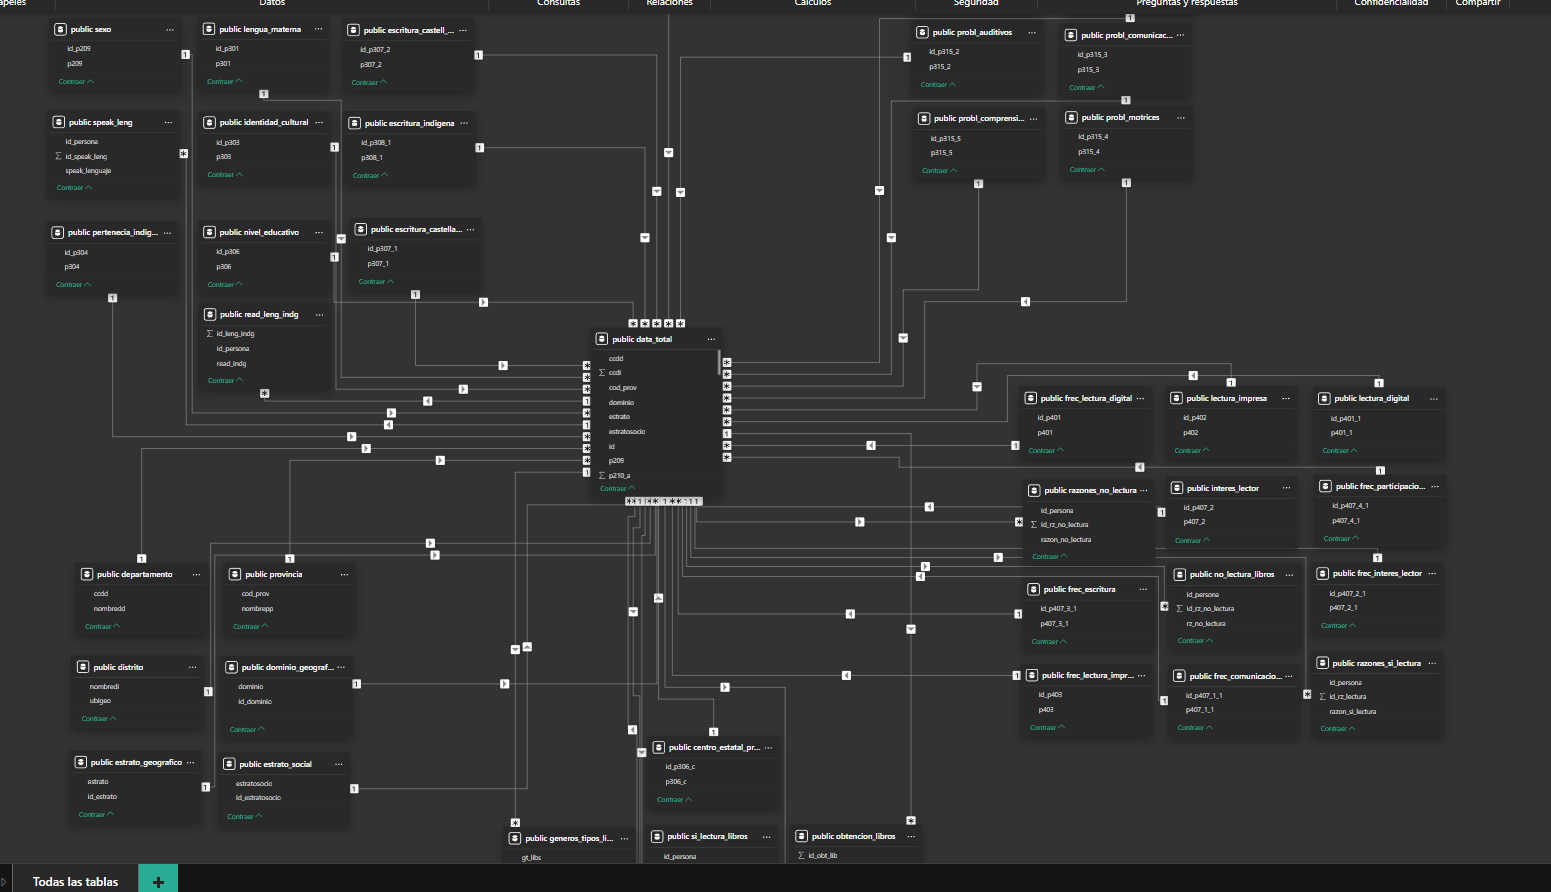 apeles
Datos
Consultas
Relaciones
Cálculos
Seguridad
Preguntas y respuestas
Confidencialidad
Compartir
public sexo
id_p209
p209
Contraer
public lengua_materna
id_p301
p301
Contraer
public escritura_castell_...
id_p307_2
p307_2
Contraer
public probl_auditivos
id_p315_2
p315_2
Contraer
public probl_comunicac...
id_p315_3
p315_3
Contraer
public speak_leng
id_persona
id_speak_leng
speak_lenguaje
Contraer
public identidad_cultural
id_p303
p303
Contraer
public escritura_indigena
id_p308_1
p308_1
Contraer
public probl_comprensi...
id_p315_5
p315_5
Contraer
public probl_motrices
id_p315_4
p315_4
Contraer
public pertenecia_indig...
id_p304
p304
Contraer
public nivel_educativo
id_p306
p306
Contraer
public escritura_castella...
id_p307_1
p307_1
Contraer
public read_leng_indg
id_leng_indg
id_persona
read_indg
Contraer
public data_total
ccdd
ccdi
cod_prov
dominio
estrato
estratosocio
id
p209
p210_a
Contraer
public frec_lectura_digital
id_p401
p401
Contraer
public lectura_impresa
id_p402
p402
Contraer
public lectura_digital
id_p401_1
p401_1
Contraer
public razones_no_lectura
id_persona
id_rz_no_lectura
razon_no_lectura
Contraer
public interes_lector
id_p407_2
p407_2
Contraer
public frec_participacio...
id_p407_4_1
p407_4_1
Contraer
public departamento
ccdd
nombredd
Contraer
public provincia
cod_prov
nombrepp
Contraer
public frec_escritura
id_p407_3_1
p407_3_1
Contraer
public no_lectura_libros
id_persona
id_rz_no_lectura
rz_no_lectura
Contraer
public frec_interes_lector
id_p407_2_1
p407_2_1
Contraer
public distrito
nombredi
ubigeo
Contraer
public dominio_geograf...
dominio
id_dominio
Contraer
public frec_lectura_impr...
id_p403
p403
Contraer
public frec_comunicacio...
id_p407_1_1
p407_1_1
Contraer
public razones_si_lectura
id_persona
id_rz_lectura
razon_si_lectura
Contraer
public estrato_geografico
estrato
id_estrato
Contraer
public estrato_social
estratosocio
id_estratosocio
Contraer
public centro_estatal_pr...
id_p306_c
p306_c
Contraer
public generos_tipos_li...
gt_libs
public si_lectura_libros
id_persona
public obtencion_libros
id_obt_lib
Todas las tablas
+